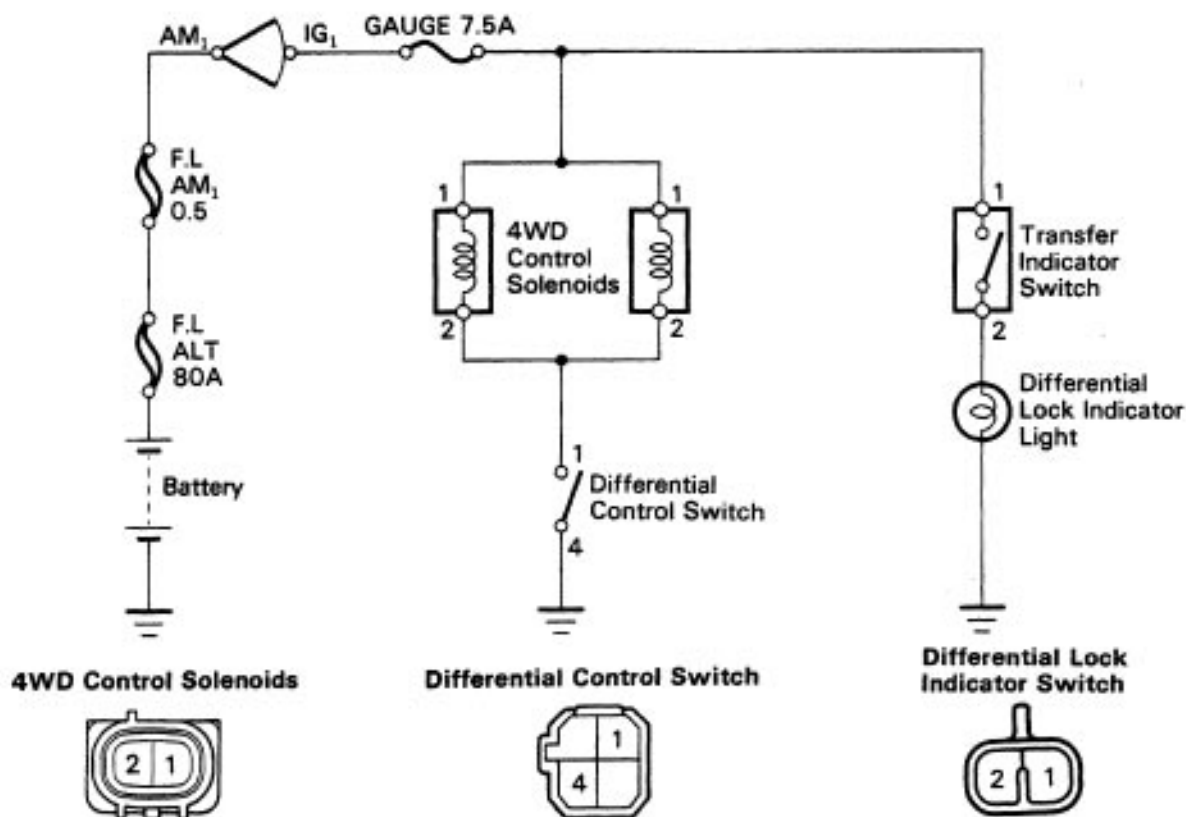 AM₁
IG₁
GAUGE 7.5A
F.L
AM₁
0.5
F.L
ALT
80A
Battery
1
1
4WD
Control
Solenoids
2
2
1
Differential
Control Switch
4
1
Transfer
Indicator
Switch
2
Differential
Lock Indicator
Light
4WD Control Solenoids
2 1
Differential Control Switch
1
4
Differential Lock
Indicator Switch
2 1